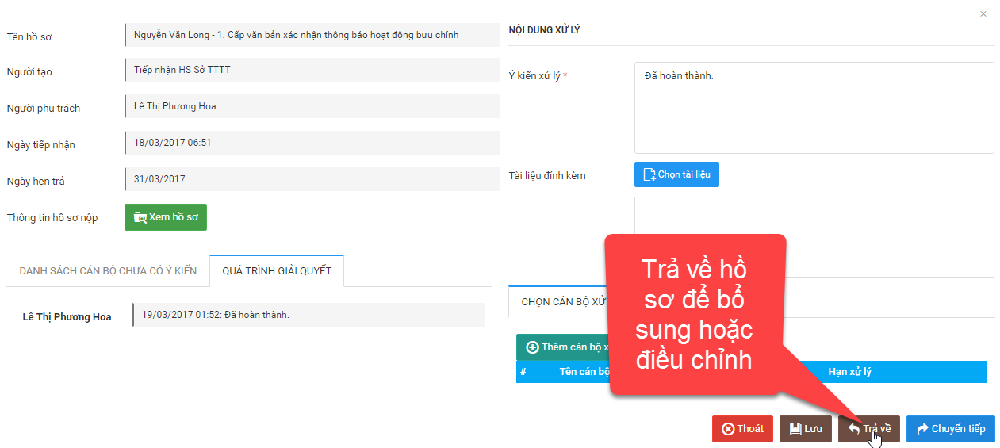 ×
Tên hồ sơ
Nguyễn Văn Long - 1. Cấp văn bản xác nhận thông báo hoạt động bưu chính
Người tạo
Tiếp nhận HS Sở TTTT
Người phụ trách
Lê Thị Phương Hoa
Ngày tiếp nhận
18/03/2017 06:51
Ngày hẹn trả
31/03/2017
Thông tin hồ sơ nộp
Xem hồ sơ
DANH SÁCH CÁN BỘ CHƯA CÓ Ý KIẾN
QUÁ TRÌNH GIẢI QUYẾT
Lê Thị Phương Hoa
19/03/2017 01:52: Đã hoàn thành.
NỘI DUNG XỬ LÝ
Ý kiến xử lý *
Đã hoàn thành.
Tài liệu đính kèm
Chọn tài liệu
CHỌN CÁN BỘ XỬ
Thêm cán bộ x
# Tên cán bộ Hạn xử lý
Trả về hồ
sơ để bổ
sung hoặc
điều chỉnh
Thoát
Lưu
Trả về
Chuyển tiếp